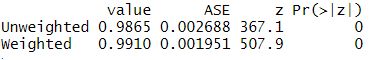 value ASE z Pr(>|z|)
Unweighted 0.9865 0.002688 367.1 0
Weighted 0.9910 0.001951 507.9 0